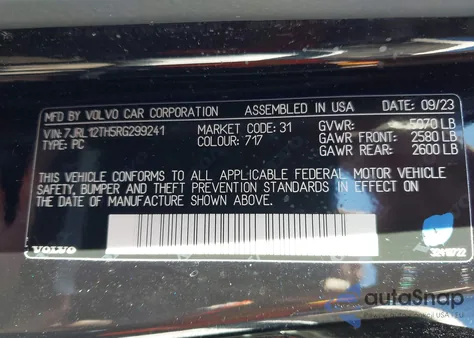 MFD. BY VOLVO CAR CORPORATION ASSEMBLED IN USA DATE: 09/23
VIN: 7JRL12TH5RG299241 MARKET CODE: 31 GVWR: 5070 LB
TYPE: PC COLOUR: 717 GAWR FRONT: 2580 LB
GAWR REAR: 2600 LB
THIS VEHICLE CONFORMS TO ALL APPLICABLE FEDERAL MOTOR VEHICLE
SAFETY, BUMPER AND THEFT PREVENTION STANDARDS IN EFFECT ON
THE DATE OF MANUFACTURE SHOWN ABOVE.
VOLVO
autoSnap